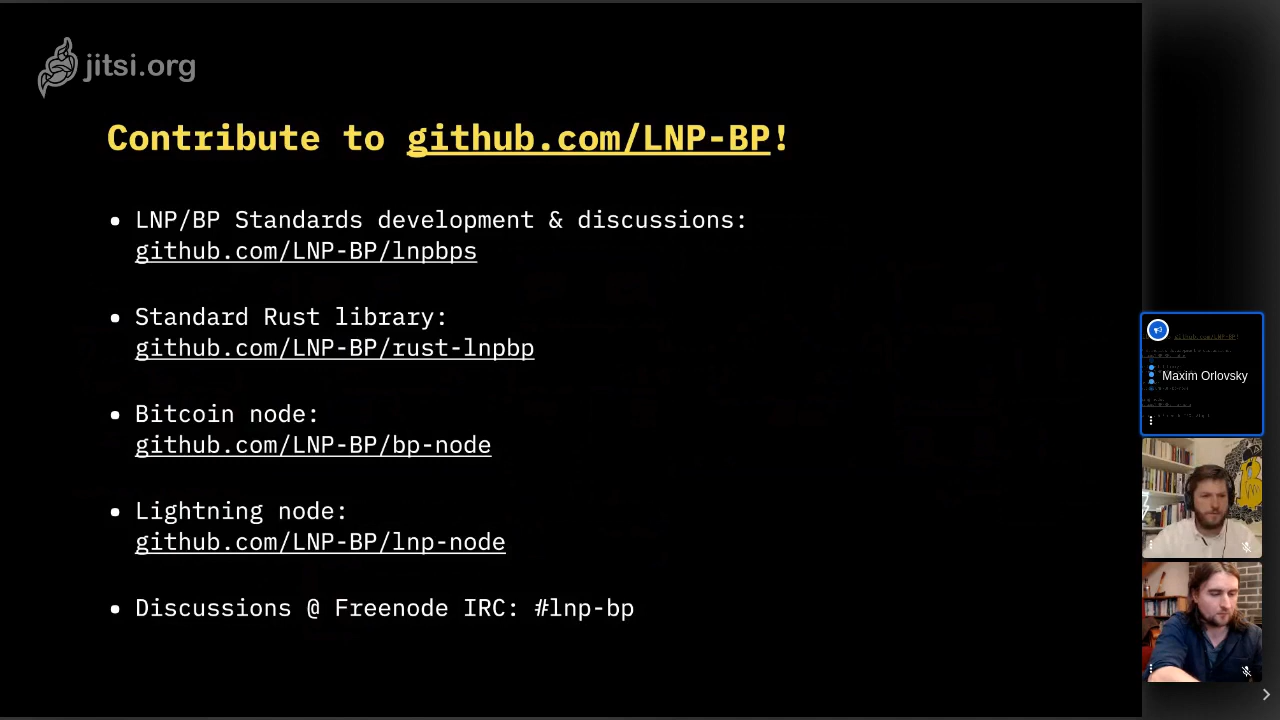 jitsi.org
Contribute to github.com/LNP-BP!
• LNP/BP Standards development & discussions:
github.com/LNP-BP/lnpbps
• Standard Rust library:
github.com/LNP-BP/rust-lnpbp
• Bitcoin node:
github.com/LNP-BP/bp-node
• Lightning node:
github.com/LNP-BP/lnp-node
• Discussions @ Freenode IRC: #lnp-bp
Maxim Orlovsky